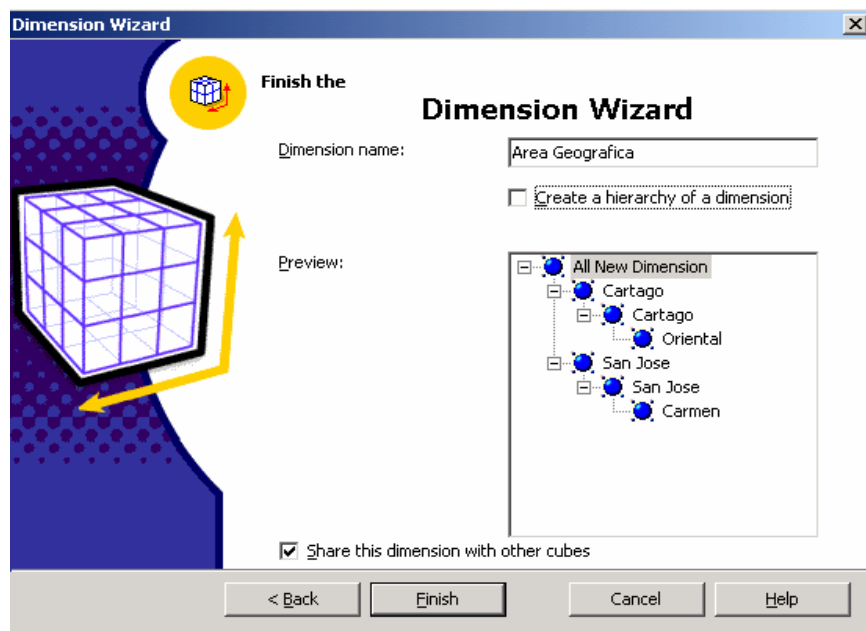 Dimension Wizard
Finish the
Dimension Wizard
Dimension name:
Area Geografica
Create a hierarchy of a dimension
Preview:
All New Dimension
Cartago
Cartago
Oriental
San Jose
San Jose
Carmen
Share this dimension with other cubes
< Back Finish Cancel Help